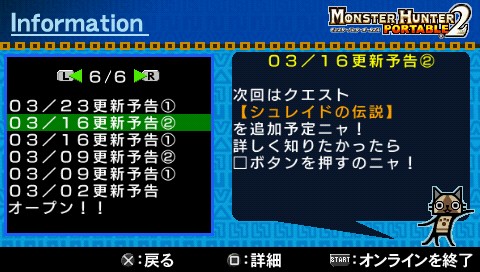 Information
MONSTER HUNTER
PORTABLE 2
L 6/6 R
03/23更新予告①
03/16更新予告②
03/16更新予告①
03/09更新予告②
03/09更新予告①
03/02更新予告
オープン！！
03/16更新予告②
次回はクエスト
【シュレイドの伝説】
を追加予定ニャ！
詳しく知りたかったら
□ボタンを押すのニャ！
×:戻る □:詳細 START:オンラインを終了